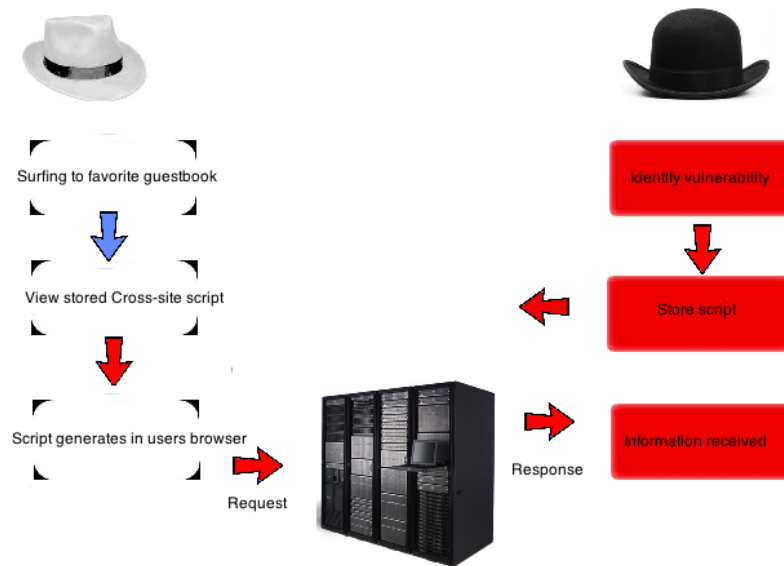 Surfing to favorite guestbook
Identify vulnerability
View stored Cross-site script
Store script
Script generates in users browser
Information received
Request
Response